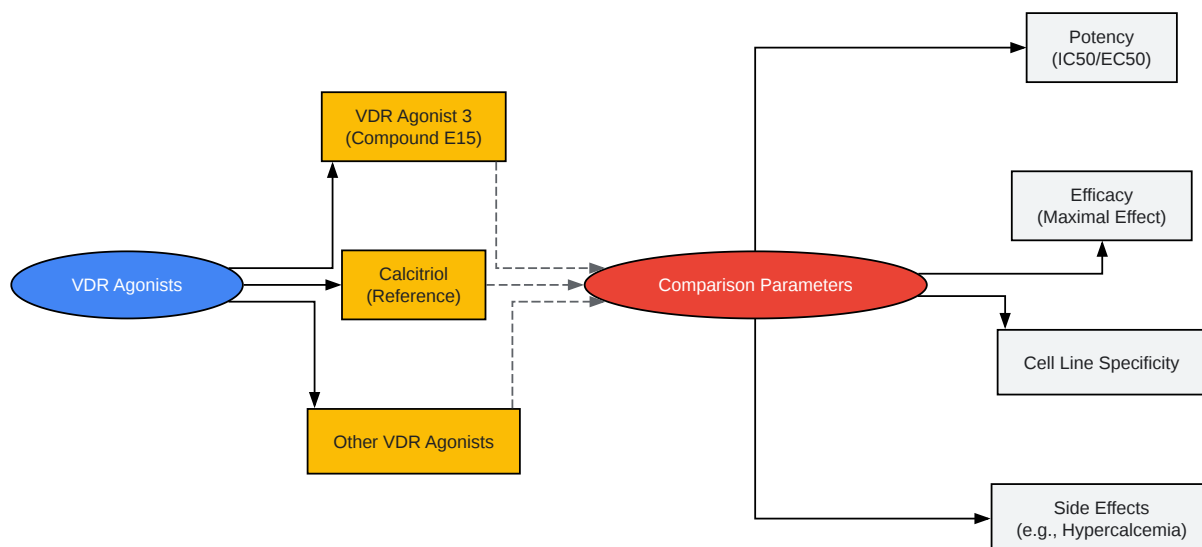 VDR Agonists
VDR Agonist 3
(Compound E15)
Calcitriol
(Reference)
Other VDR Agonists
Comparison Parameters
Potency
(IC50/EC50)
Efficacy
(Maximal Effect)
Cell Line Specificity
Side Effects
(e.g., Hypercalcemia)